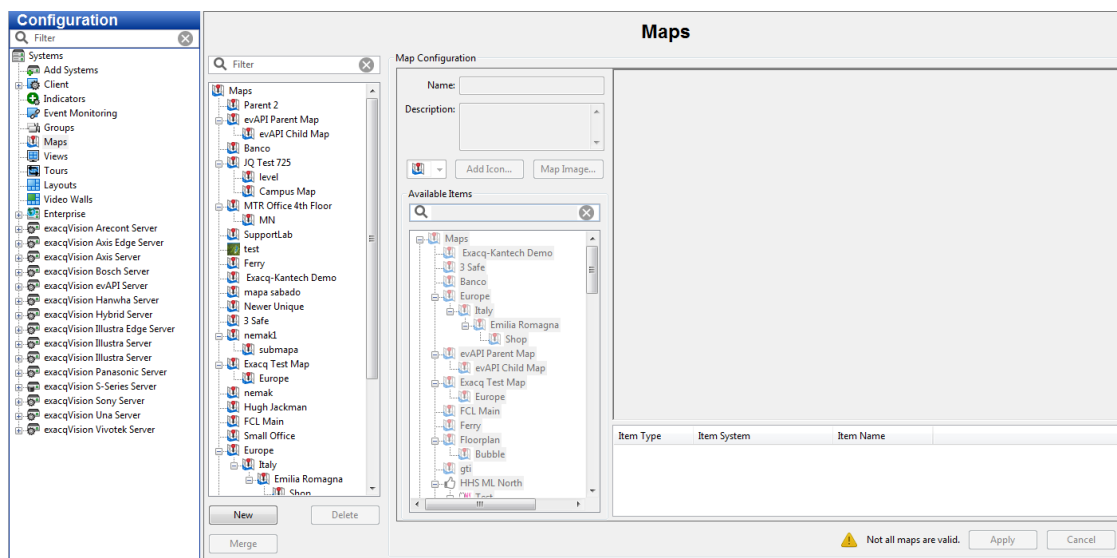 Configuration
Filter
Systems
Add Systems
Client
Indicators
Event Monitoring
Groups
Maps
Views
Tours
Layouts
Video Walls
Enterprise
exacqVision Arecont Server
exacqVision Axis Edge Server
exacqVision Axis Server
exacqVision Bosch Server
exacqVision evAPI Server
exacqVision Hanwha Server
exacqVision Hybrid Server
exacqVision Illustra Edge Server
exacqVision Illustra Server
exacqVision Illustra Server
exacqVision Panasonic Server
exacqVision S-Series Server
exacqVision Sony Server
exacqVision Una Server
exacqVision Vivotek Server
Maps
Filter
Maps
Parent 2
evAPI Parent Map
evAPI Child Map
Banco
JQ Test 725
level
Campus Map
MTR Office 4th Floor
MN
SupportLab
test
Ferry
Exacq-Kantech Demo
mapa sabado
Newer Unique
3 Safe
nemak1
submapa
Exacq Test Map
Europe
nemak
Hugh Jackman
FCL Main
Small Office
Europe
Italy
Emilia Romagna
Shop
New
Delete
Merge
Map Configuration
Name:
Description:
Add Icon...
Map Image...
Available Items
Maps
Exacq-Kantech Demo
3 Safe
Banco
Europe
Italy
Emilia Romagna
Shop
evAPI Parent Map
evAPI Child Map
Exacq Test Map
Europe
FCL Main
Ferry
Floorplan
Bubble
gti
HHS ML North
Test
Item Type Item System Item Name
Not all maps are valid.
Apply
Cancel